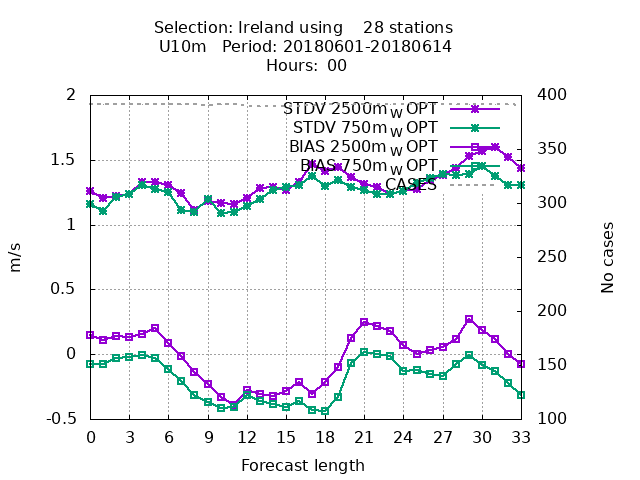 Selection: Ireland using    28 stations
U10m   Period: 20180601-20180614
Hours:  00
2
1.5
1
0.5
0
-0.5
400
350
300
250
200
150
100
STDV 2500m_W OPT
STDV 750m_W OPT
BIAS 2500m_W OPT
BIAS 750m_W OPT
CASES
m/s
No cases
0 3 6 9 12 15 18 21 24 27 30 33
Forecast length